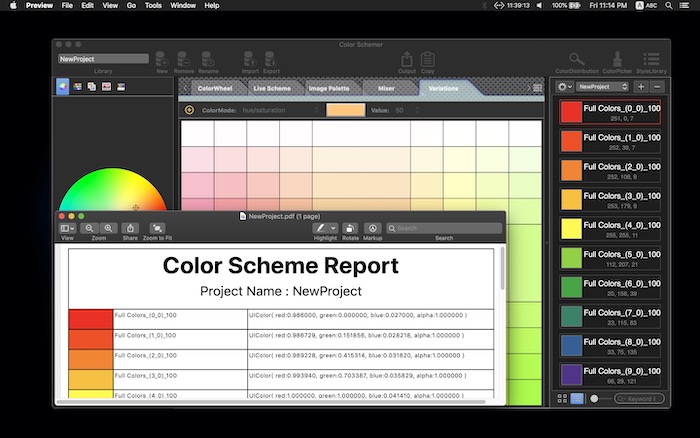 Preview File Edit View Go Tools Window Help
11:39:13 100% Fri 11:14 PM A ABC
Color Schemer
NewProject
Library New Remove Rename Import Export Output Copy ColorDistribution ColorPicker StyleLibrary
ColorWheel Live Scheme Image Palette Mixer Variations
ColorMode: hue/saturation Value: 50
NewProject
Full Colors_(0_0)_100
251, 0, 7
Full Colors_(1_0)_100
252, 39, 7
Full Colors_(2_0)_100
252, 106, 8
Full Colors_(3_0)_100
253, 179, 9
Full Colors_(4_0)_100
255, 255, 11
Full Colors_(5_0)_100
112, 207, 21
Full Colors_(6_0)_100
20, 158, 39
Full Colors_(7_0)_100
23, 115, 83
Full Colors_(8_0)_100
33, 75, 135
Full Colors_(9_0)_100
66, 39, 121
Keyword
NewProject.pdf (1 page)
Search
View Zoom Share Zoom to Fit Highlight Rotate Markup Search
Color Scheme Report
Project Name : NewProject
Full Colors_(0_0)_100 UIColor( red:0.986000, green:0.000000, blue:0.027000, alpha:1.000000 )
Full Colors_(1_0)_100 UIColor( red:0.986729, green:0.151856, blue:0.028218, alpha:1.000000 )
Full Colors_(2_0)_100 UIColor( red:0.989228, green:0.415314, blue:0.031820, alpha:1.000000 )
Full Colors_(3_0)_100 UIColor( red:0.993940, green:0.703387, blue:0.035829, alpha:1.000000 )
Full Colors_(4_0)_100 UIColor( red:1.000000, green:1.000000, blue:0.041410, alpha:1.000000 )